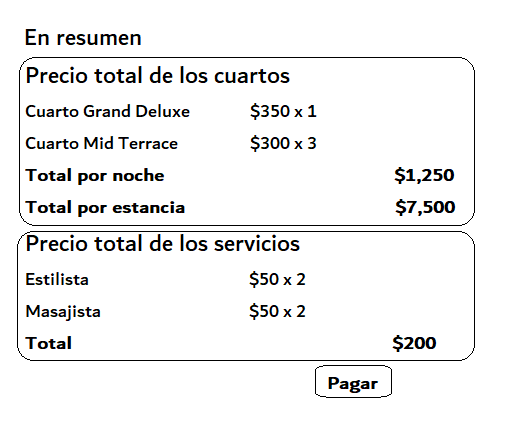 En resumen
Precio total de los cuartos
Cuarto Grand Deluxe $350 x 1
Cuarto Mid Terrace $300 x 3
Total por noche $1,250
Total por estancia $7,500
Precio total de los servicios
Estilista $50 x 2
Masajista $50 x 2
Total $200
Pagar